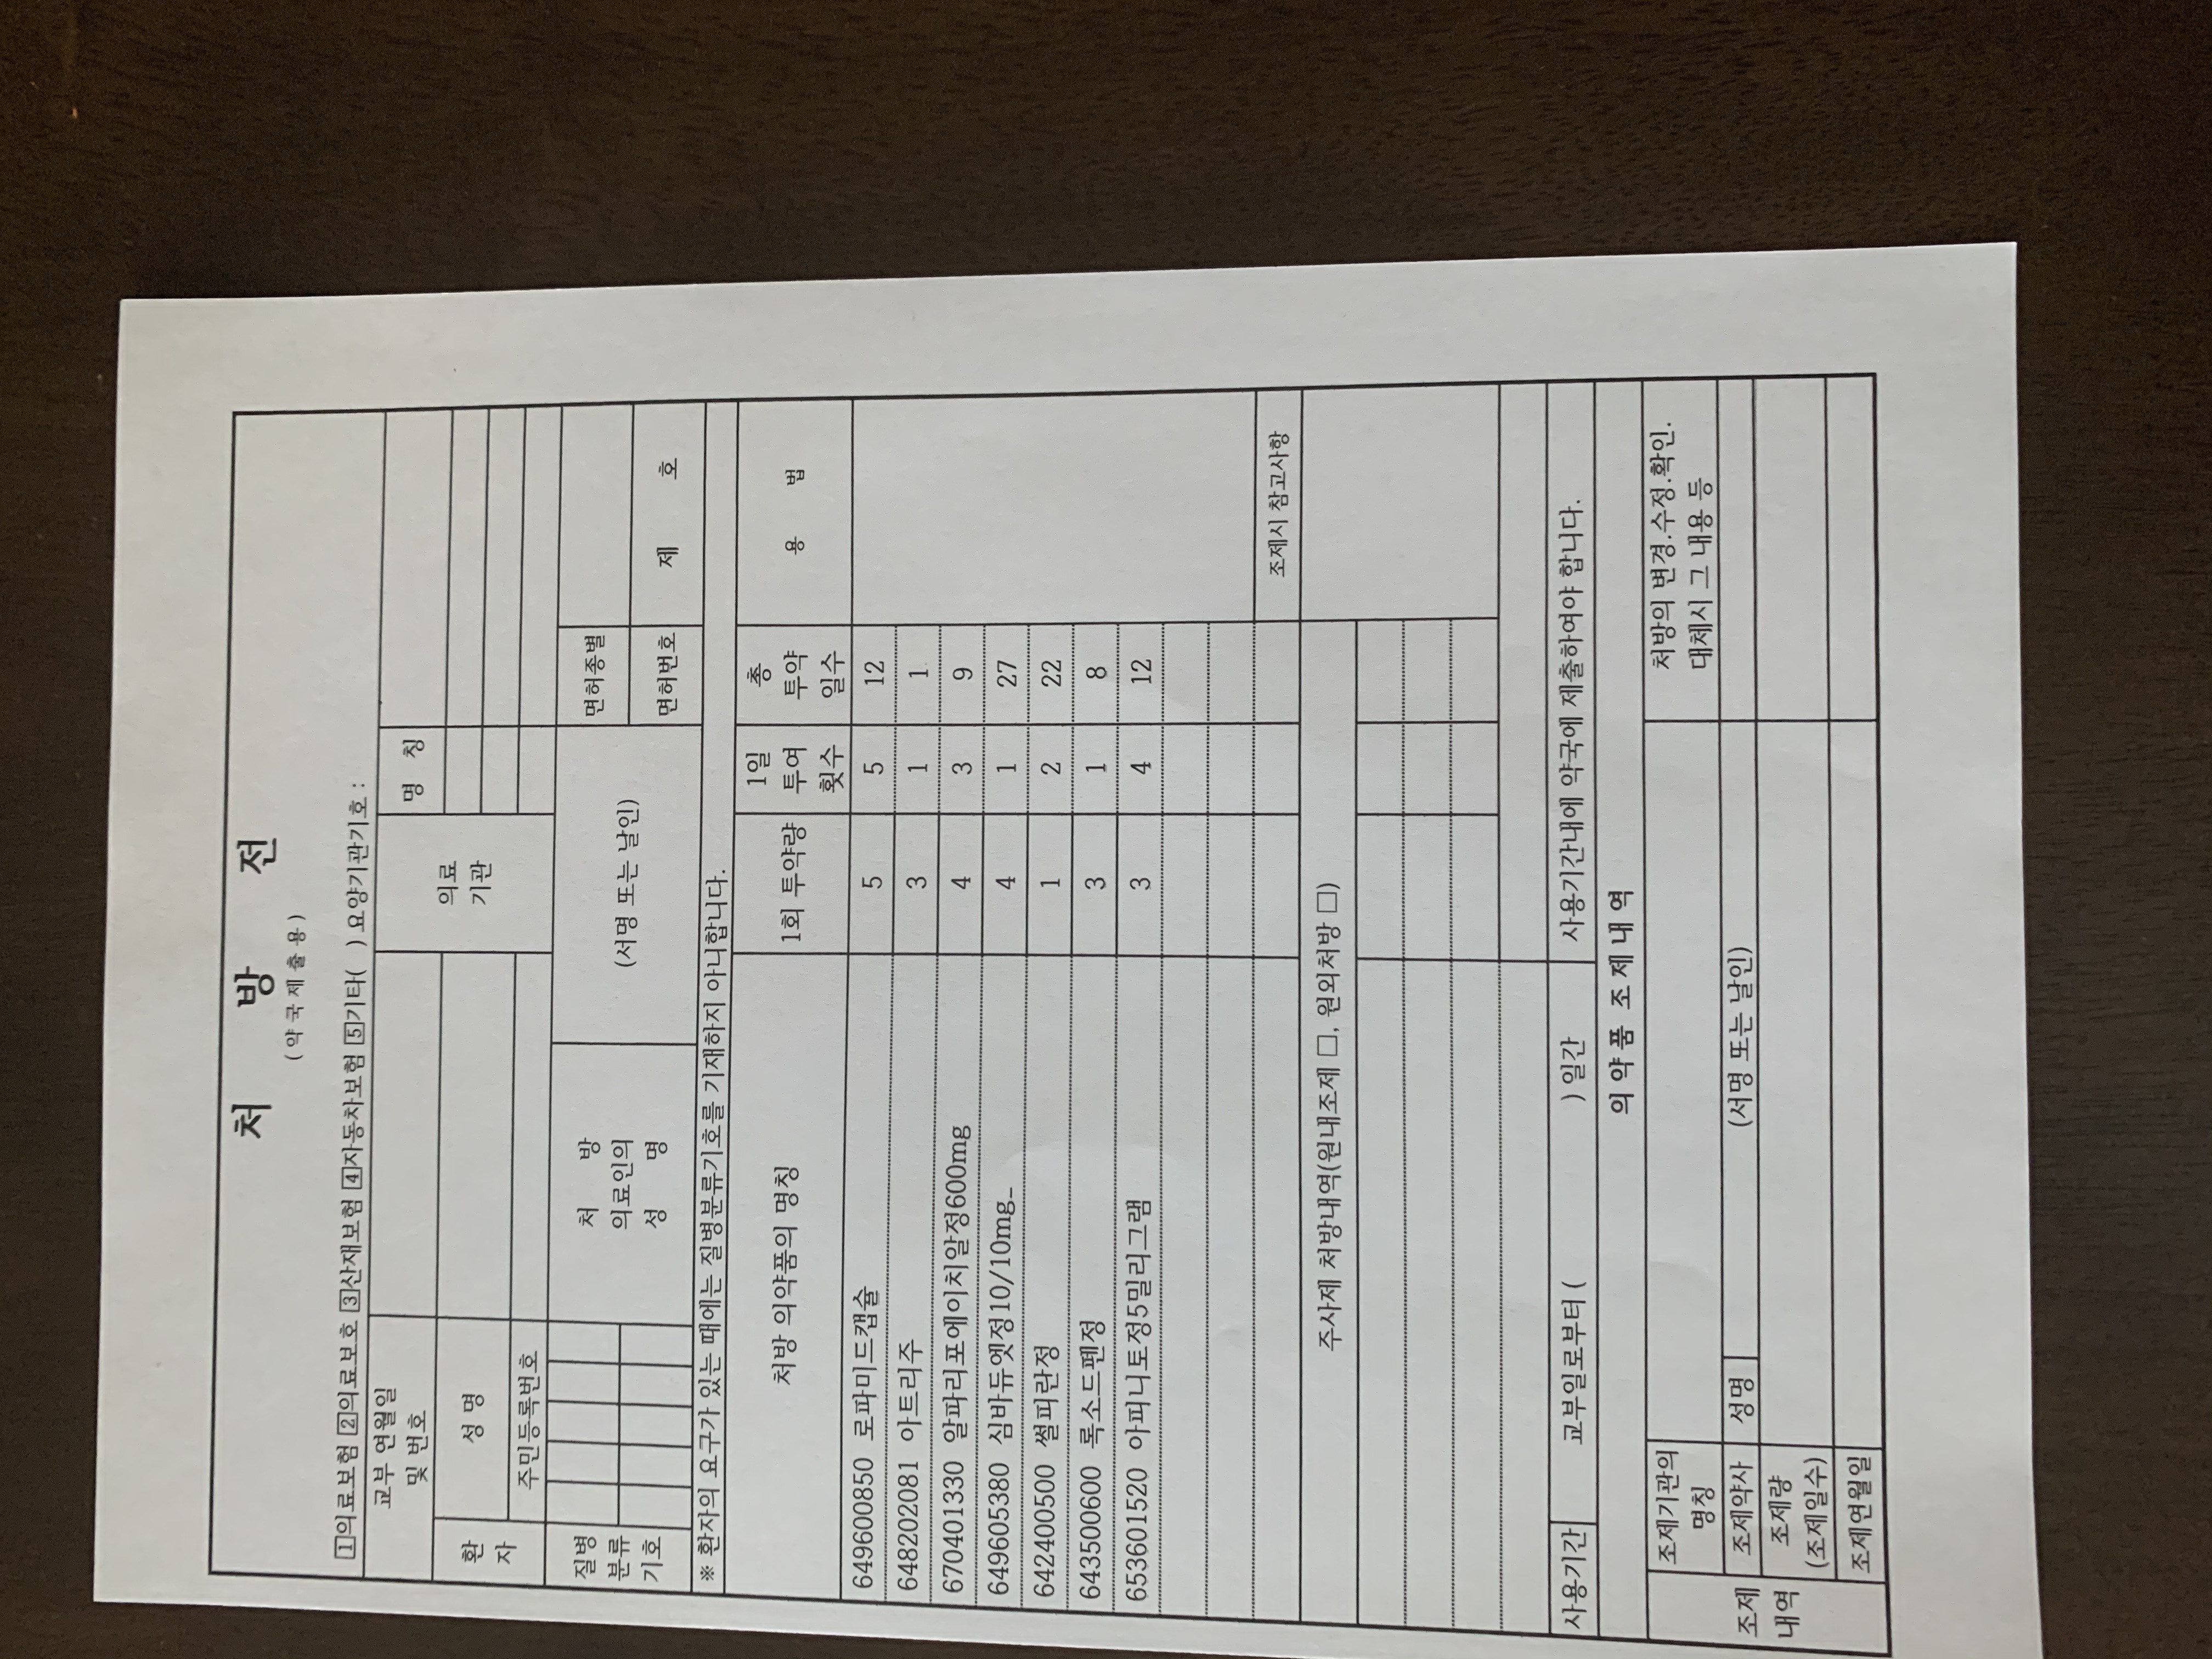 처 방 전
(약국제출용)
1의료보험 2의료보호 3산재보험 4자동차보험 5기타( ) 요양기관기호 :
교부 연월일
및 번호
의료
기관
명 칭
환
자
성 명
주민등록번호
질병
분류
기호
처 방
의료인의
성 명
(서명 또는 날인)
면허종별
면허번호
제 호
※ 환자의 요구가 있는 때에는 질병분류기호를 기재하지 아니합니다.
처방 의약품의 명칭
1회 투약량
1일
투여
횟수
총
투약
일수
용 법
649600850 로파미드캡슐 5 5 12
648202081 아트리주 3 1 1
670401330 알파리포에이치알정600mg 4 3 9
649605380 심바듀엣정10/10mg_ 4 1 27
642400500 썰피란정 1 2 22
643500600 록소드펜정 3 1 8
653601520 아피니토정5밀리그램 3 4 12
조제시 참고사항
주사제 처방내역(원내조제 □, 원외처방 □)
사용기간 교부일로부터 ( ) 일간 사용기간내에 약국에 제출하여야 합니다.
의약품 조제내역
조제
내역
조제기관의
명칭
처방의 변경.수정.확인.
대체시 그 내용 등
조제약사 성명 (서명 또는 날인)
조제량
(조제일수)
조제연월일